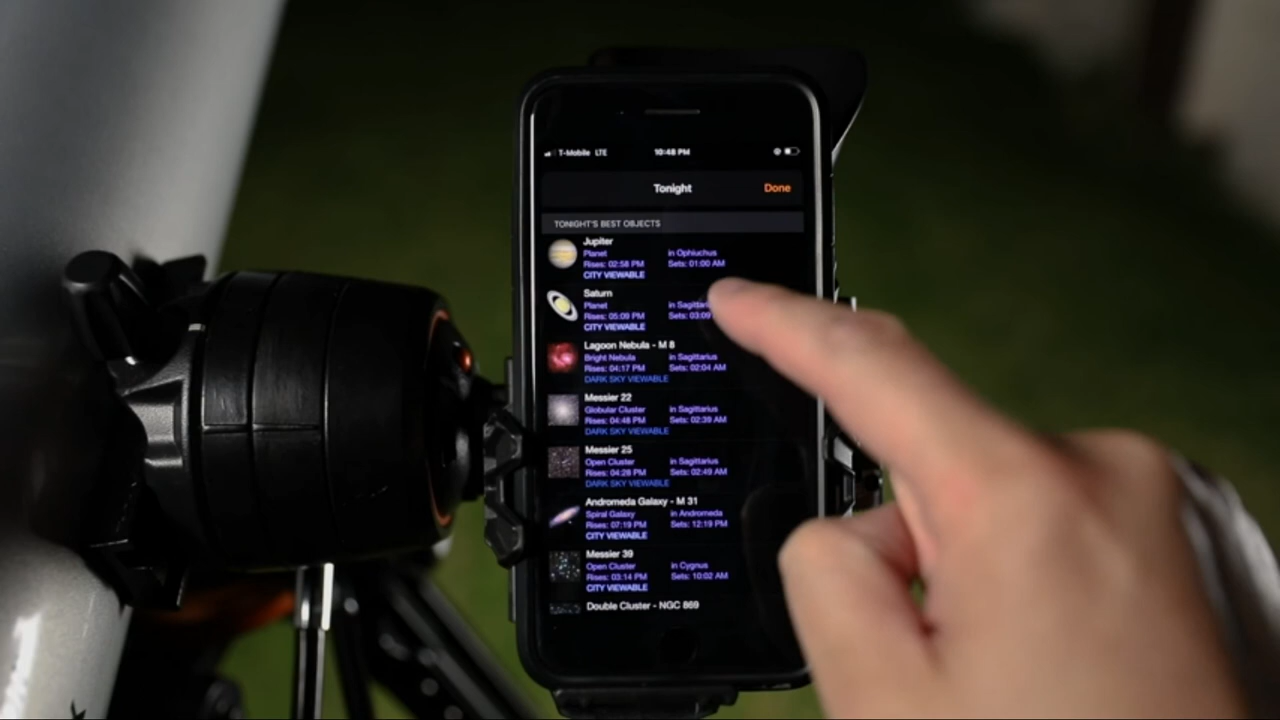 T-Mobile LTE 10:48 PM
Tonight Done
TONIGHT'S BEST OBJECTS
Jupiter
Planet in Ophiuchus
Rises: 02:58 PM Sets: 01:00 AM
CITY VIEWABLE
Saturn
Planet in Sagittari
Rises: 05:09 PM Sets: 03:09
CITY VIEWABLE
Lagoon Nebula - M 8
Bright Nebula in Sagittarius
Rises: 04:17 PM Sets: 02:04 AM
DARK SKY VIEWABLE
Messier 22
Globular Cluster in Sagittarius
Rises: 04:48 PM Sets: 02:39 AM
DARK SKY VIEWABLE
Messier 25
Open Cluster in Sagittarius
Rises: 04:28 PM Sets: 02:49 AM
DARK SKY VIEWABLE
Andromeda Galaxy - M 31
Spiral Galaxy in Andromeda
Rises: 07:19 PM Sets: 12:19 PM
CITY VIEWABLE
Messier 39
Open Cluster in Cygnus
Rises: 03:14 PM Sets: 10:02 AM
CITY VIEWABLE
Double Cluster - NGC 869